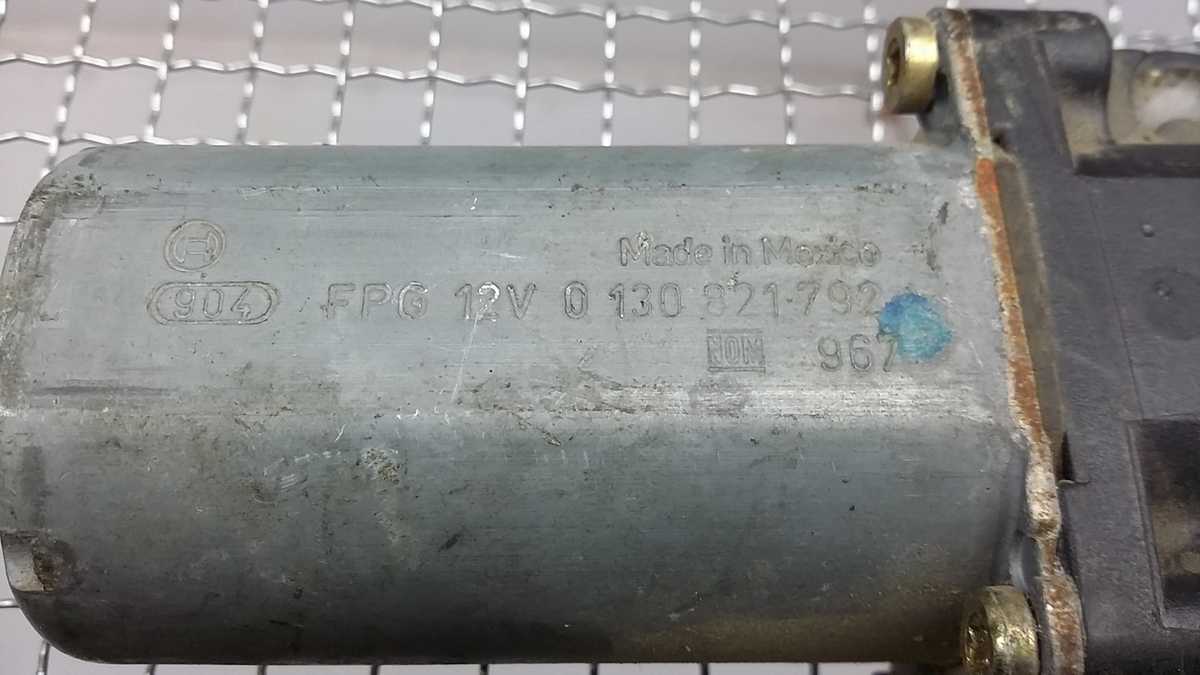 Made in Mexico
904 FPG 12V 0 130 821 792
NOM 967